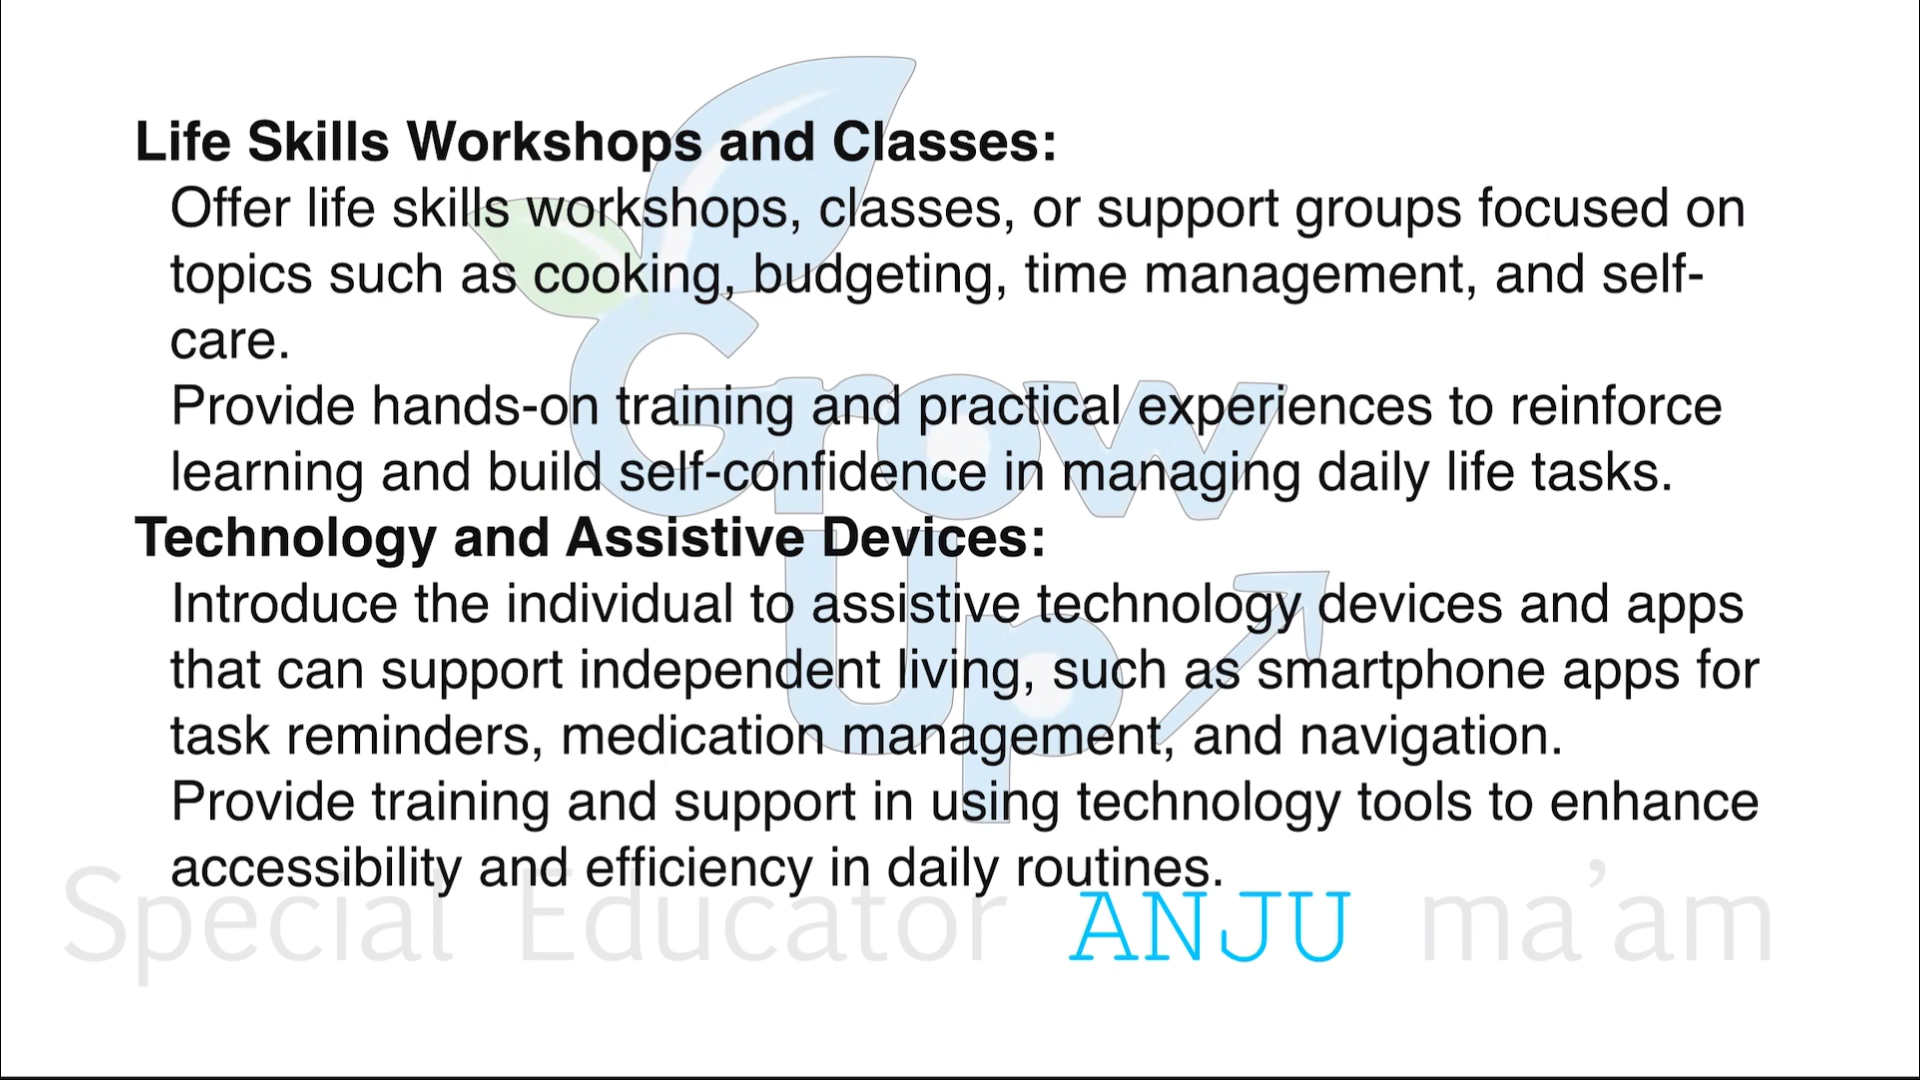 Life Skills Workshops and Classes:
Offer life skills workshops, classes, or support groups focused on
topics such as cooking, budgeting, time management, and self-
care.
Provide hands-on training and practical experiences to reinforce
learning and build self-confidence in managing daily life tasks.
Technology and Assistive Devices:
Introduce the individual to assistive technology devices and apps
that can support independent living, such as smartphone apps for
task reminders, medication management, and navigation.
Provide training and support in using technology tools to enhance
accessibility and efficiency in daily routines.
Grow
Up
Special Educator ANJU ma’am